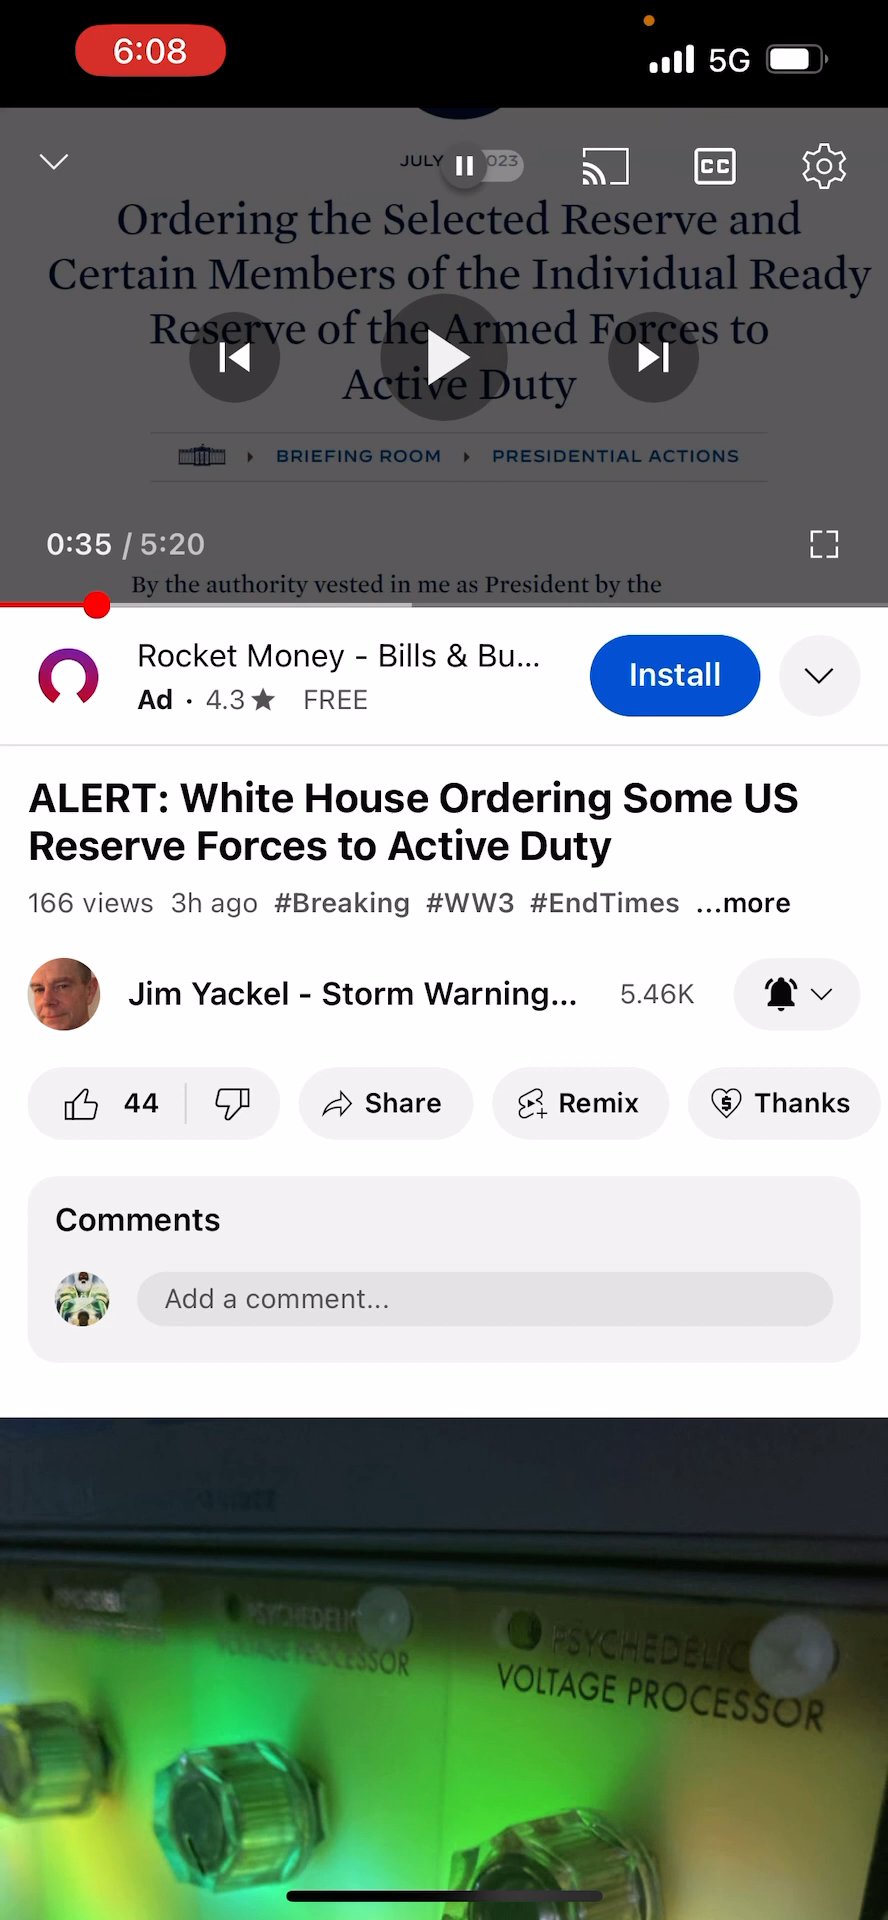 6:08
5G
JULY 2023
Ordering the Selected Reserve and
Certain Members of the Individual Ready
Reserve of the Armed Forces to
Active Duty
BRIEFING ROOM
PRESIDENTIAL ACTIONS
CC
0:35 / 5:20
By the authority vested in me as President by the
Rocket Money - Bills & Bu...
Ad · 4.3★ FREE
Install
ALERT: White House Ordering Some US
Reserve Forces to Active Duty
166 views 3h ago #Breaking #WW3 #EndTimes ...more
Jim Yackel - Storm Warning...
5.46K
44
Share
Remix
Thanks
Comments
Add a comment...
PSYCHEDELIC
PROCESSOR
PSYCHEDELIC
VOLTAGE PROCESSOR